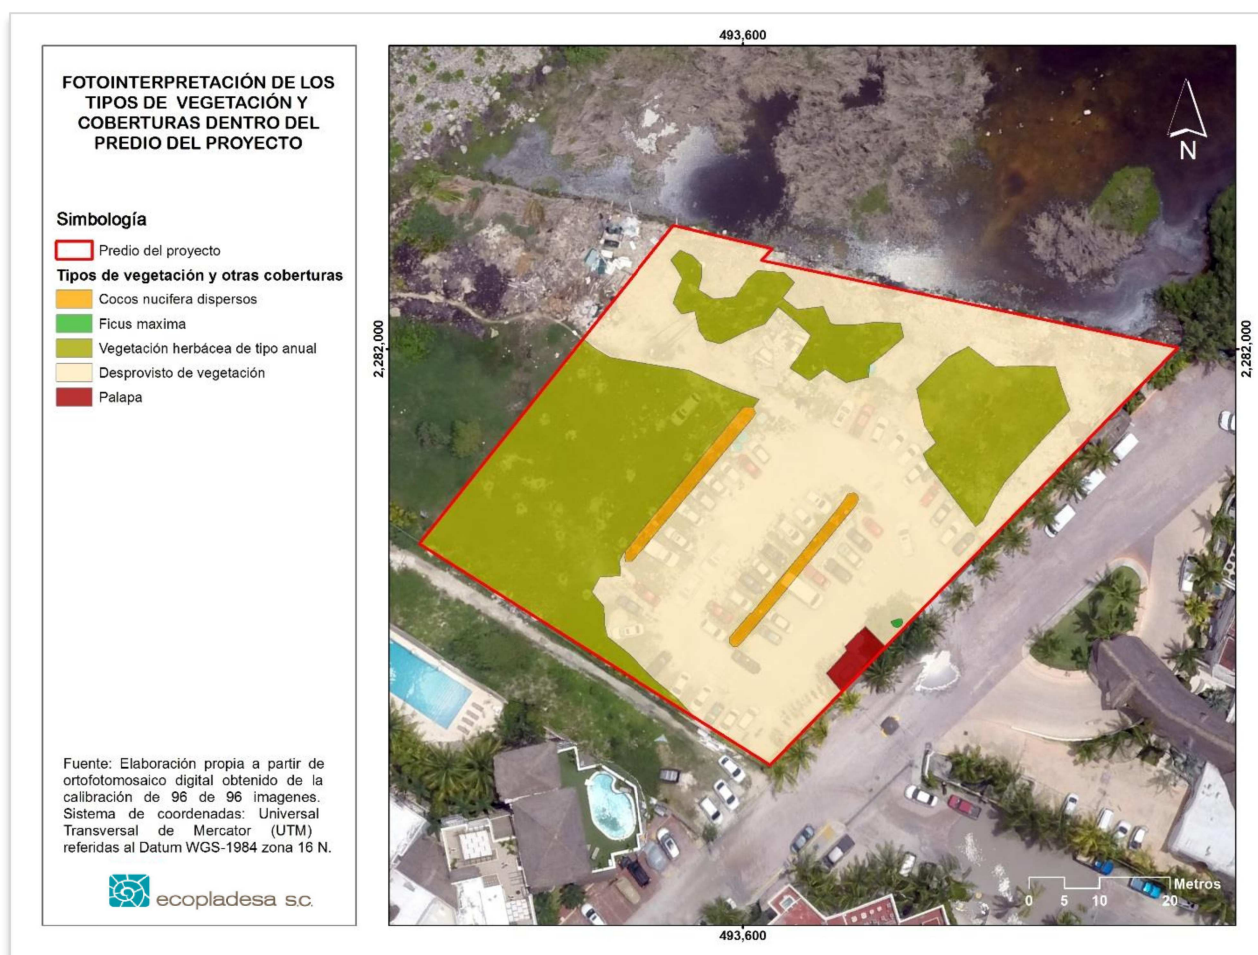 FOTOINTERPRETACIÓN DE LOS
TIPOS DE VEGETACIÓN Y
COBERTURAS DENTRO DEL
PREDIO DEL PROYECTO
Simbología
Predio del proyecto
Tipos de vegetación y otras coberturas
Cocos nucifera dispersos
Ficus maxima
Vegetación herbácea de tipo anual
Desprovisto de vegetación
Palapa
Fuente: Elaboración propia a partir de
ortofotomosaico digital obtenido de la
calibración de 96 de 96 imagenes.
Sistema de coordenadas: Universal
Transversal de Mercator (UTM)
referidas al Datum WGS-1984 zona 16 N.
ecopladesa s.c.
493,600
2,282,000
N
2,282,000
Metros
0 5 10 20
493,600